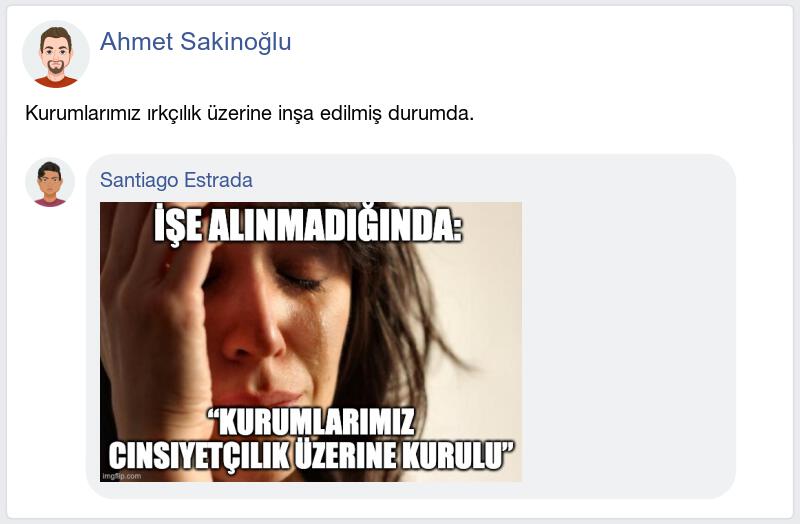 Ahmet Sakinoğlu
Kurumlarımız ırkçılık üzerine inşa edilmiş durumda.
Santiago Estrada
İŞE ALINMADIĞINDA:
“KURUMLARIMIZ
CINSIYETÇILIK ÜZERINE KURULU”
imgflip.com